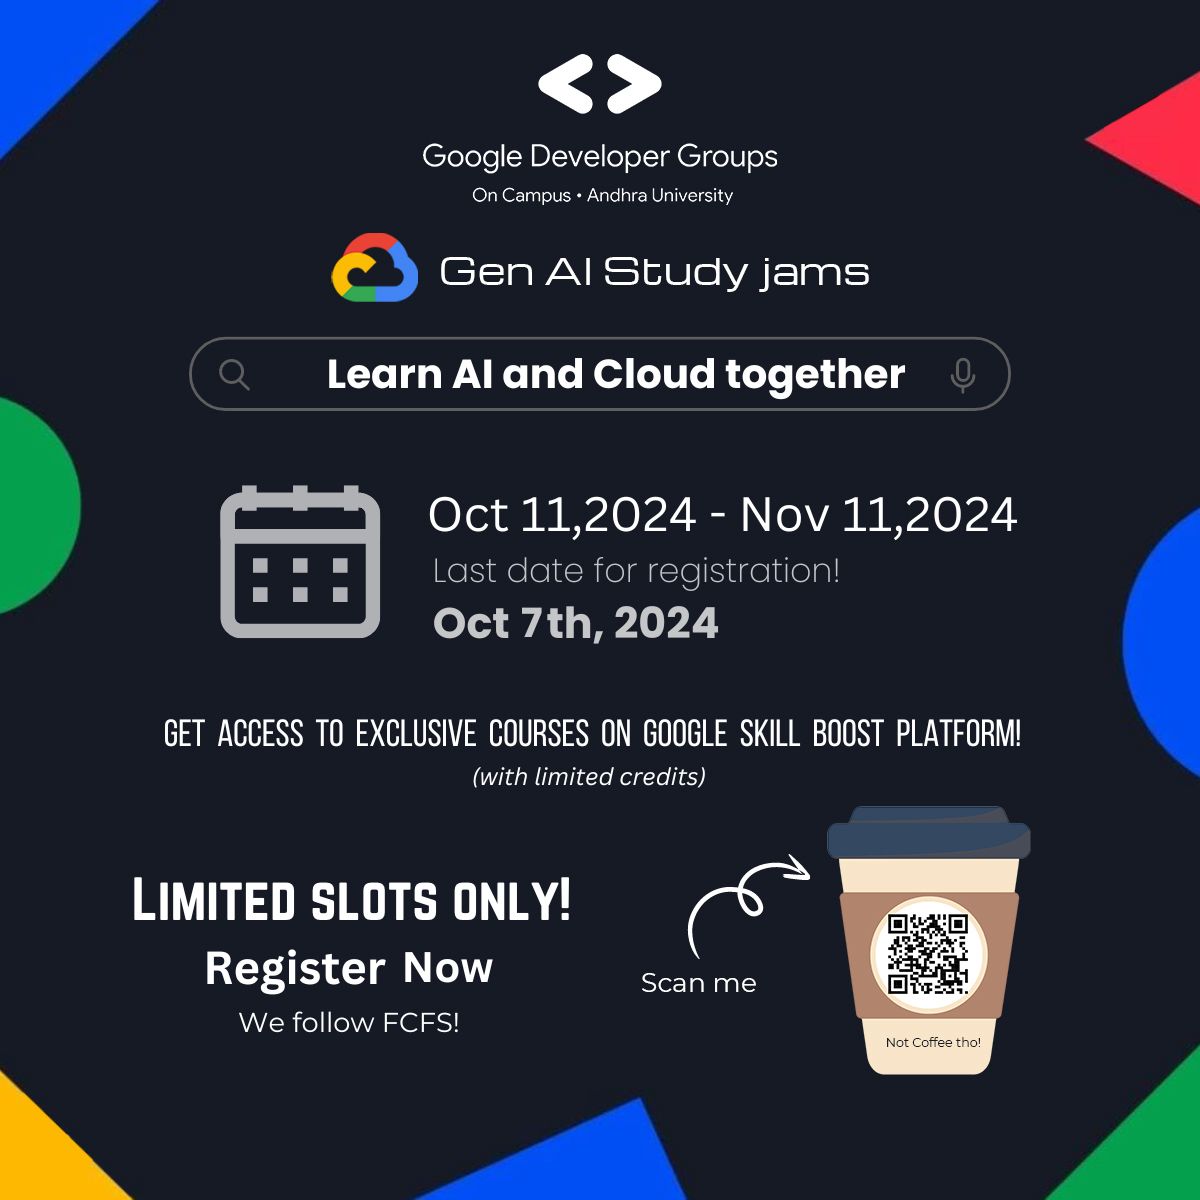 Google Developer Groups
On Campus • Andhra University
Gen AI Study jams
Learn AI and Cloud together
Oct 11,2024 - Nov 11,2024
Last date for registration!
Oct 7th, 2024
GET ACCESS TO EXCLUSIVE COURSES ON GOOGLE SKILL BOOST PLATFORM!
(with limited credits)
LIMITED SLOTS ONLY!
Register Now
We follow FCFS!
Scan me
Not Coffee tho!